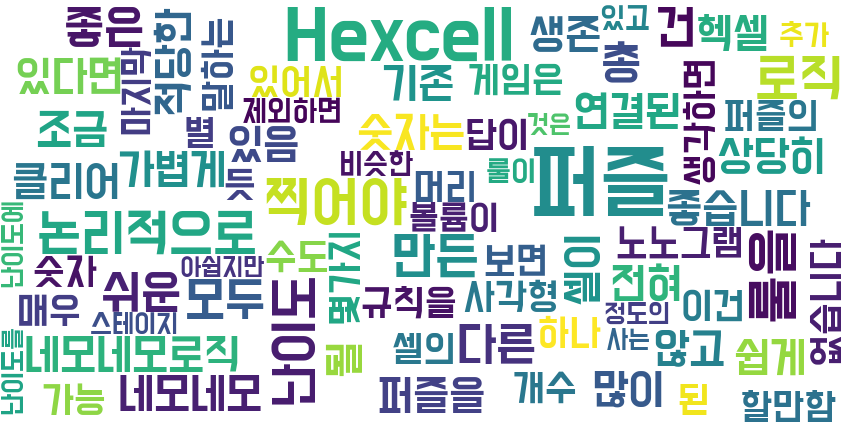 좋은
적당한
말하는
Hexcell
생존
있고
건
헥셀
추가
있다면
마지막
있어서
기존
게임은
총
로직
제외하면
연결된
생각하면
퍼즐의
조금
별
있음
숫자는
답이
것은
상당히
클리어
가볍게
듯
비슷한
머리
룰이
퍼즐
찍어야
볼륨이
좋습니다
난이도에
논리적으로
수도
만든
보면
셀이
노노그램
을
룰
없습니다
숫자
아쉽지만
쉬운
모두
난이도
몇가지
규칙을
사각형
전혀
이건
매우
스테이지
정도의
난이도를
네모네모로직
될
셀의
다른
하나
사는
않고
쉽게
가능
네모네모
퍼즐을
개수
많이
된
할만함